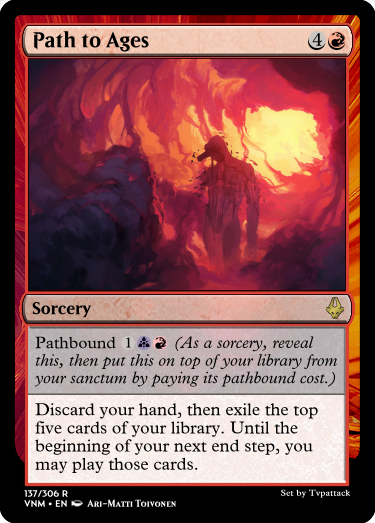 Path to Ages 4
Sorcery
Pathbound 1 (As a sorcery, reveal
this, then put this on top of your library from
your sanctum by paying its pathbound cost.)
Discard your hand, then exile the top
five cards of your library. Until the
beginning of your next end step, you
may play those cards.
137/306 R
Set by Tvpattack
VNM • EN Ari-Matti Toivonen